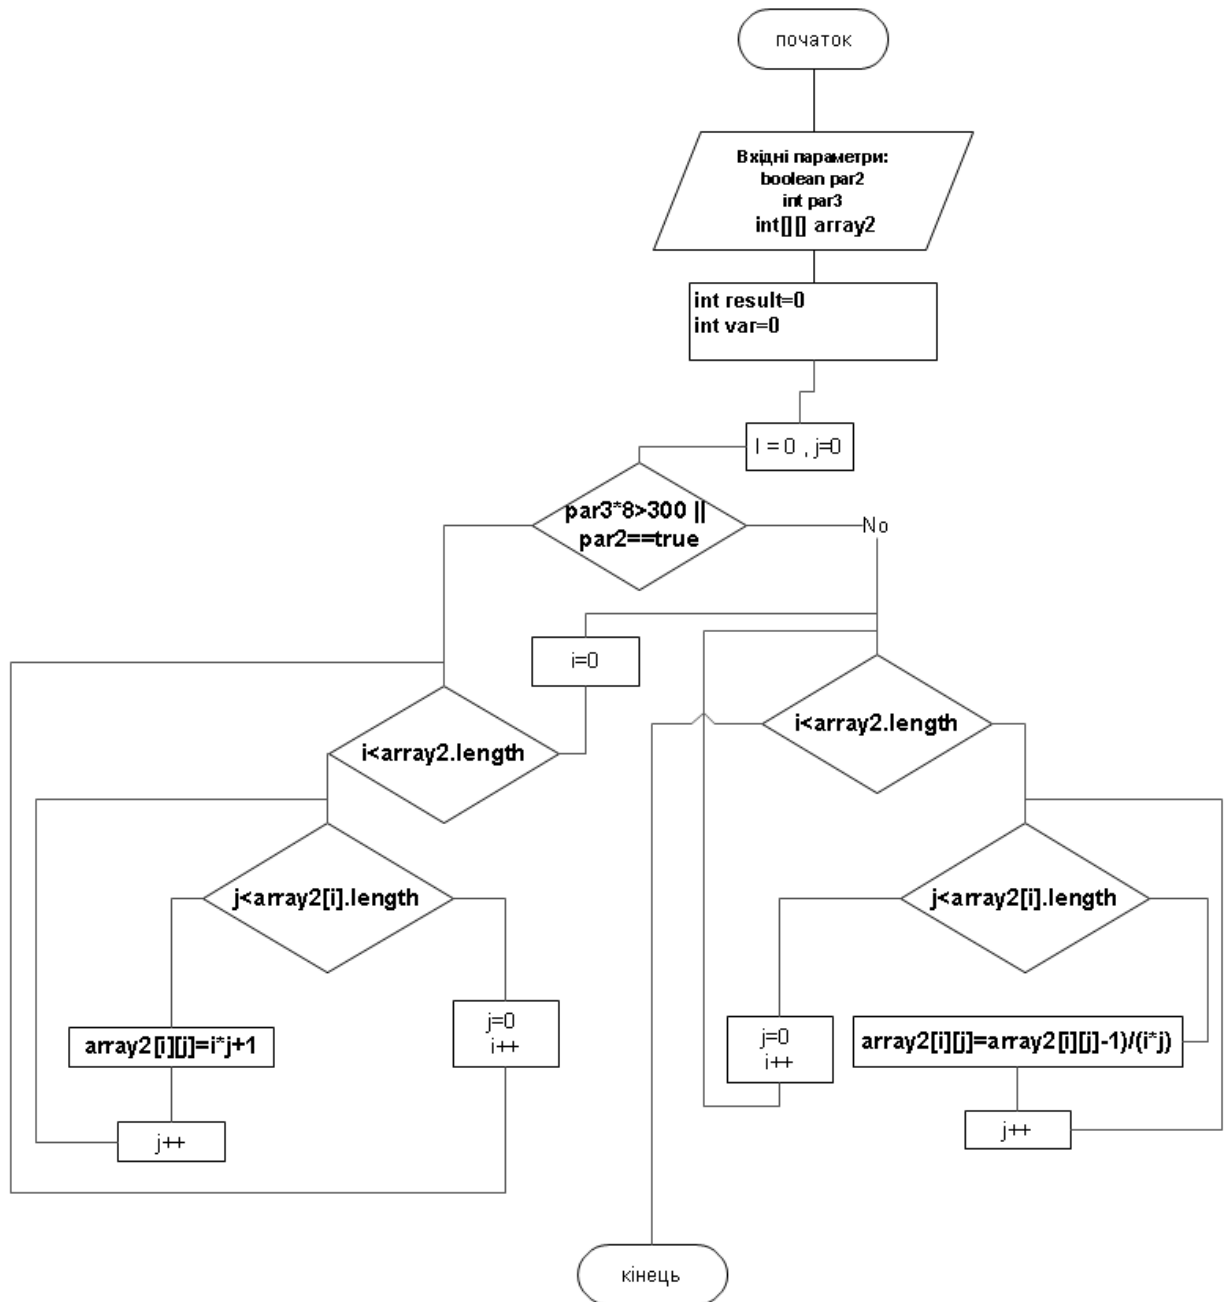 початок
Вхідні параметри:
boolean par2
int par3
int[][] array2
int result=0
int var=0
I = 0 , j=0
par3*8>300 ||
par2==true
No
i=0
i<array2.length
i<array2.length
j<array2[i].length
j<array2[i].length
j=0
i++
j=0
i++
array2[i][j]=i*j+1
array2[i][j]=array2[i][j]-1)/(i*j)
j++
j++
кінець